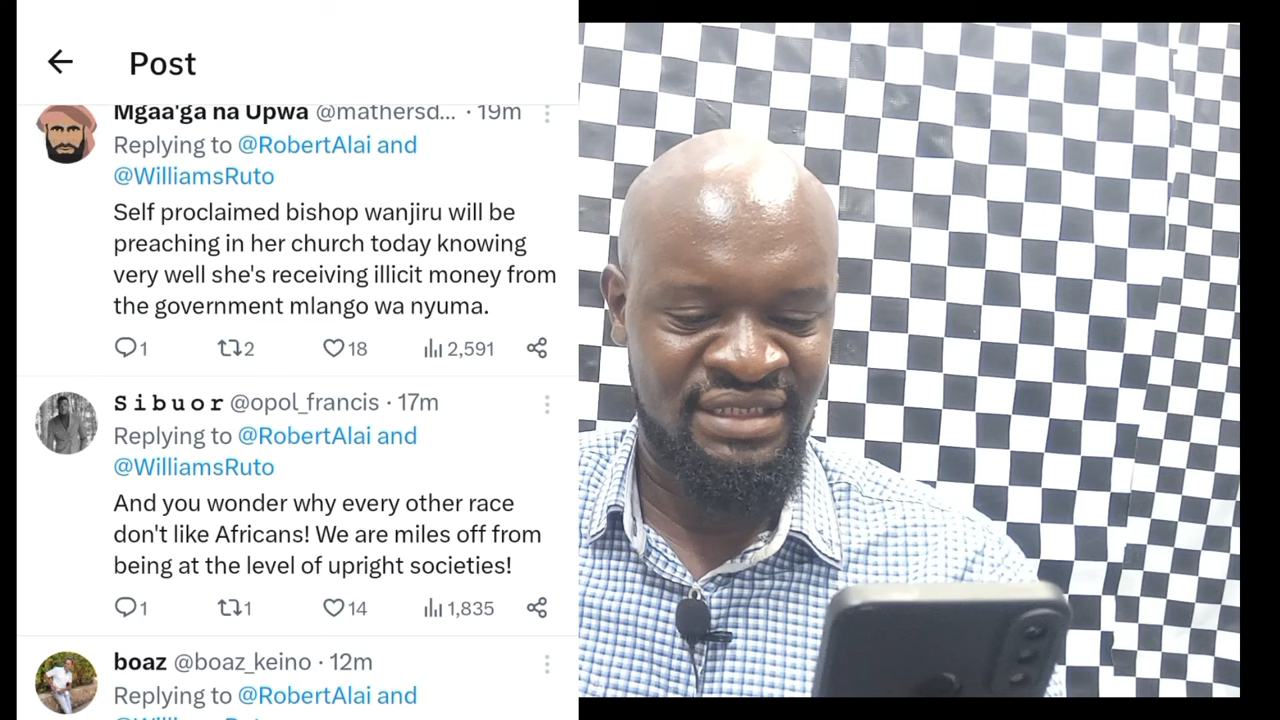 Post
Mgaa'ga na Upwa @mathersd... · 19m
Replying to @RobertAlai and
@WilliamsRuto
Self proclaimed bishop wanjiru will be
preaching in her church today knowing
very well she's receiving illicit money from
the government mlango wa nyuma.
1 2 18 2,591
Sibuor @opol_francis · 17m
Replying to @RobertAlai and
@WilliamsRuto
And you wonder why every other race
don't like Africans! We are miles off from
being at the level of upright societies!
1 1 14 1,835
boaz @boaz_keino · 12m
Replying to @RobertAlai and